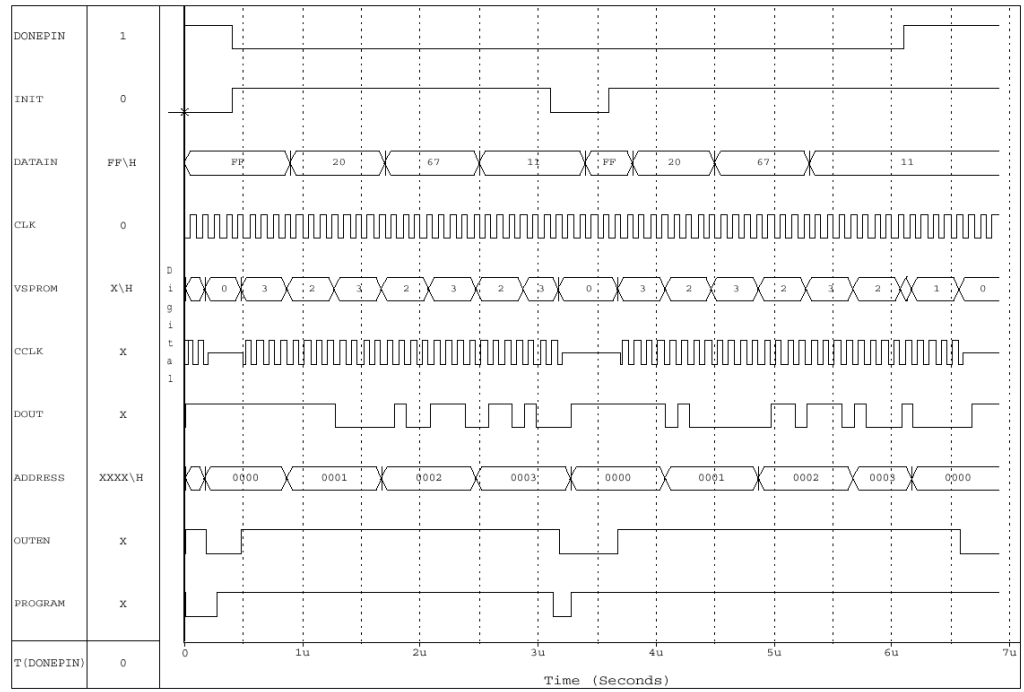 DONEPIN 1
INIT 0
DATAIN FF\H FF 20 67 11 FF 20 67 11
CLK 0
VSPROM X\H 0 3 2 3 2 3 2 3 0 3 2 3 2 3 2 1 0
CCLK X
DOUT X
ADDRESS XXXX\H 0000 0001 0002 0003 0000 0001 0002 0003 0000
OUTEN X
PROGRAM X
T(DONEPIN) 0
Digital
0 1u 2u 3u 4u 5u 6u 7u
Time (Seconds)